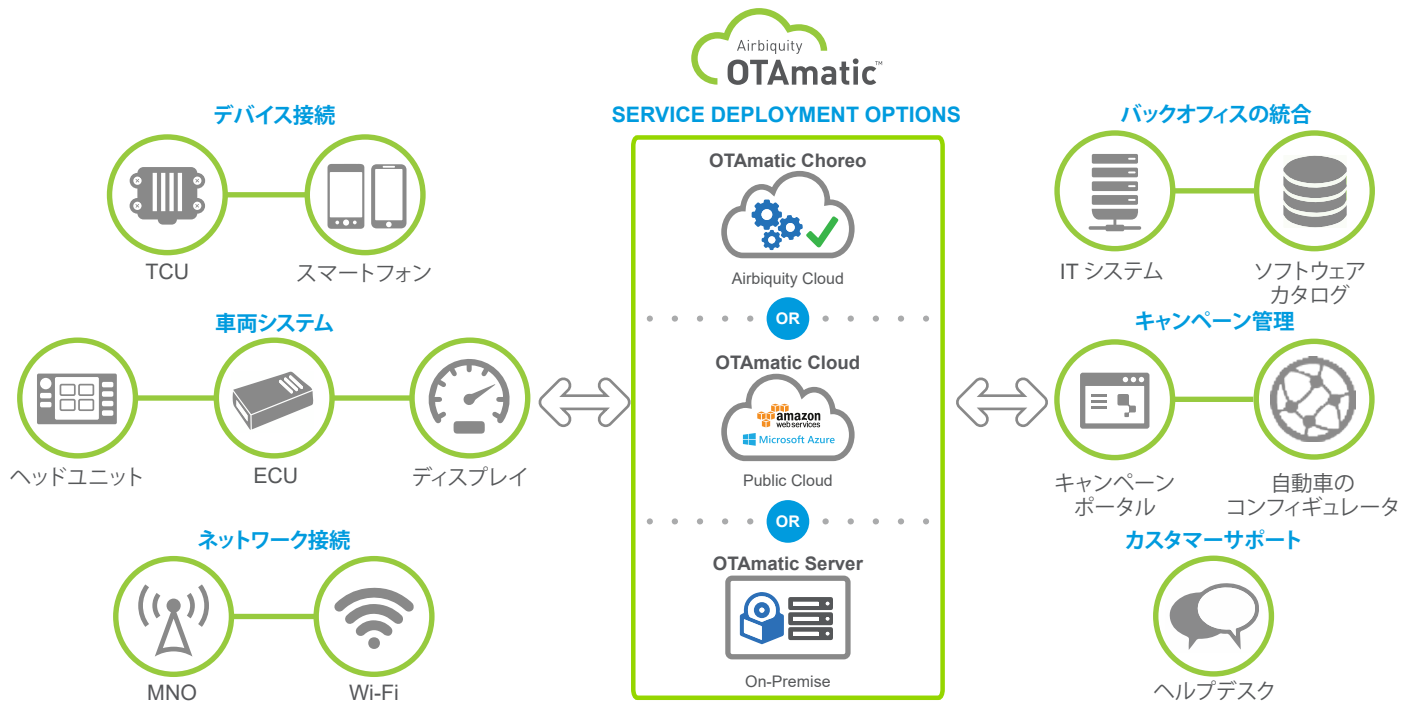 Airbiquity
OTAmatic™
デバイス接続
TCU
スマートフォン
車両システム
ヘッドユニット
ECU
ディスプレイ
ネットワーク接続
MNO
Wi-Fi
SERVICE DEPLOYMENT OPTIONS
OTAmatic Choreo
Airbiquity Cloud
OR
OTAmatic Cloud
amazon
webservices
Microsoft Azure
Public Cloud
OR
OTAmatic Server
On-Premise
バックオフィスの統合
IT システム
ソフトウェア
カタログ
キャンペーン管理
キャンペーン
ポータル
自動車の
コンフィギュレータ
カスタマーサポート
ヘルプデスク